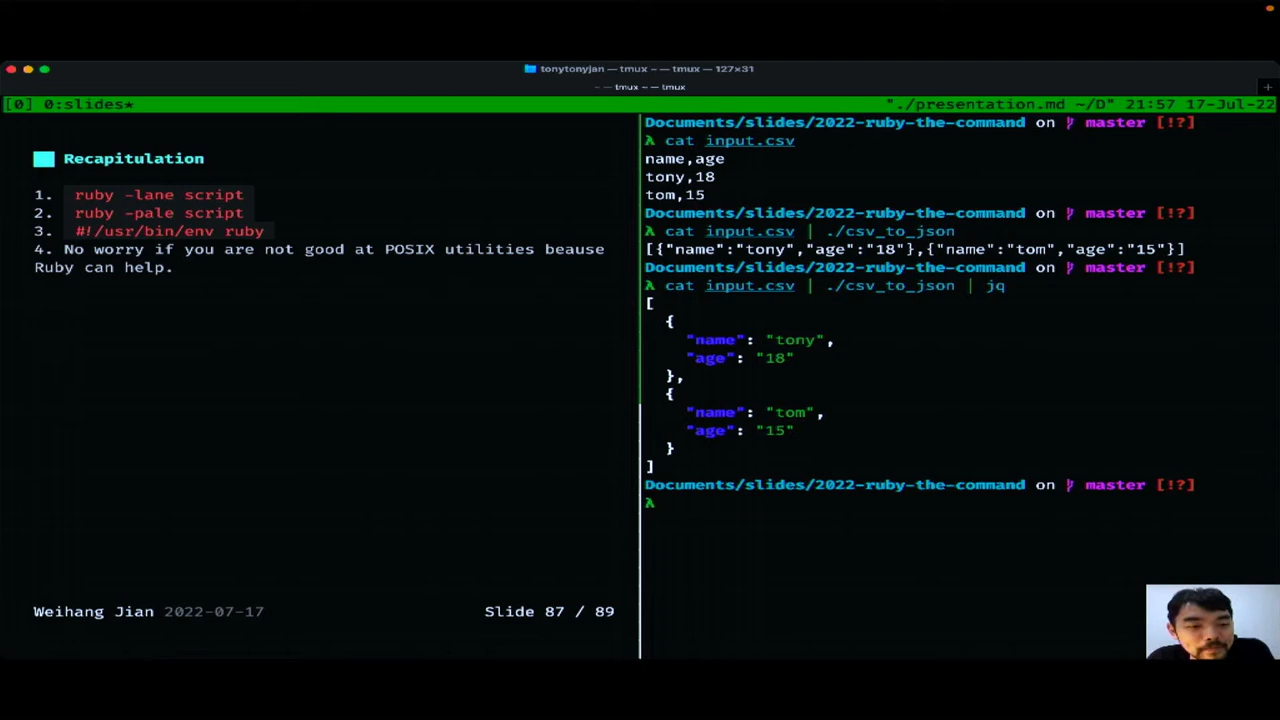 tonytonyjan — tmux ~ — tmux — 127×31
~ — tmux ~ — tmux
[0] 0:slides* "./presentation.md ~/D" 21:57 17-Jul-22
Recapitulation
1. ruby -lane script
2. ruby -pale script
3. #!/usr/bin/env ruby
4. No worry if you are not good at POSIX utilities beause
Ruby can help.
Weihang Jian 2022-07-17 Slide 87 / 89
Documents/slides/2022-ruby-the-command on master [!?]
λ cat input.csv
name,age
tony,18
tom,15
Documents/slides/2022-ruby-the-command on master [!?]
λ cat input.csv | ./csv_to_json
[{"name":"tony","age":"18"},{"name":"tom","age":"15"}]
Documents/slides/2022-ruby-the-command on master [!?]
λ cat input.csv | ./csv_to_json | jq
[
{
"name": "tony",
"age": "18"
},
{
"name": "tom",
"age": "15"
}
]
Documents/slides/2022-ruby-the-command on master [!?]
λ